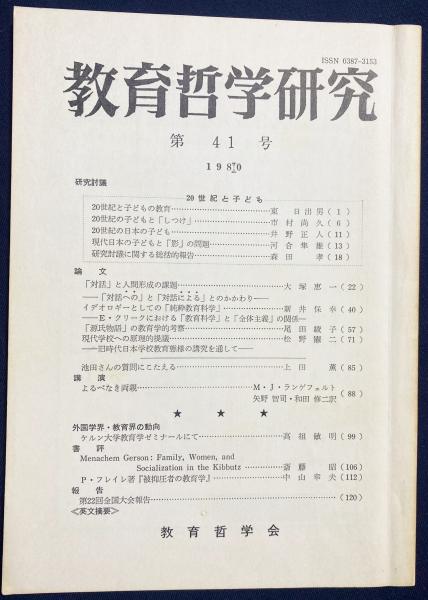 ISSN 0387-3153
教育哲学研究
第 41 号
1980
研究討議
20世紀と子ども
20世紀と子どもの教育……………東 日出男( 1 )
20世紀の子どもと「しつけ」……………市村尚久( 6 )
20世紀の日本の子ども……………井野正人( 11 )
現代日本の子どもと「影」の問題……………河合隼雄( 13 )
研究討議に関する総括的報告……………森田 孝( 18 )
論 文
「対話」と人間形成の課題……………大塚恵一( 22 )
――「対話への」と「対話による」とのかかわり――
イデオロギーとしての「純粋教育科学」……………新井保幸( 40 )
――E・クリークにおける「教育科学」と「全体主義」の関係―
『源氏物語』の教育学的考察……………尾田綾子( 57 )
現代学校への原理的提議……………松野憲二( 71 )
――旧時代日本学校教育態様の講究を通して――
池田さんの質問にこたえる……………上田 薫( 85 )
講 演
よるべなき両親……………M・J・ランゲフェルト
矢野智司・和田修二訳 ( 88 )
★ ★ ★
外国学界・教育界の動向
ケルン大学教育学ゼミナールにて……………高祖敏明( 99 )
書 評
Menachem Gerson: Family, Women, and
Socialization in the Kibbutz……………斎藤 昭( 106 )
P・フレイレ著『被抑圧者の教育学』……………中山幸夫( 112 )
報 告
第22回全国大会報告……………( 120 )
≪英文摘要≫
教育哲学会